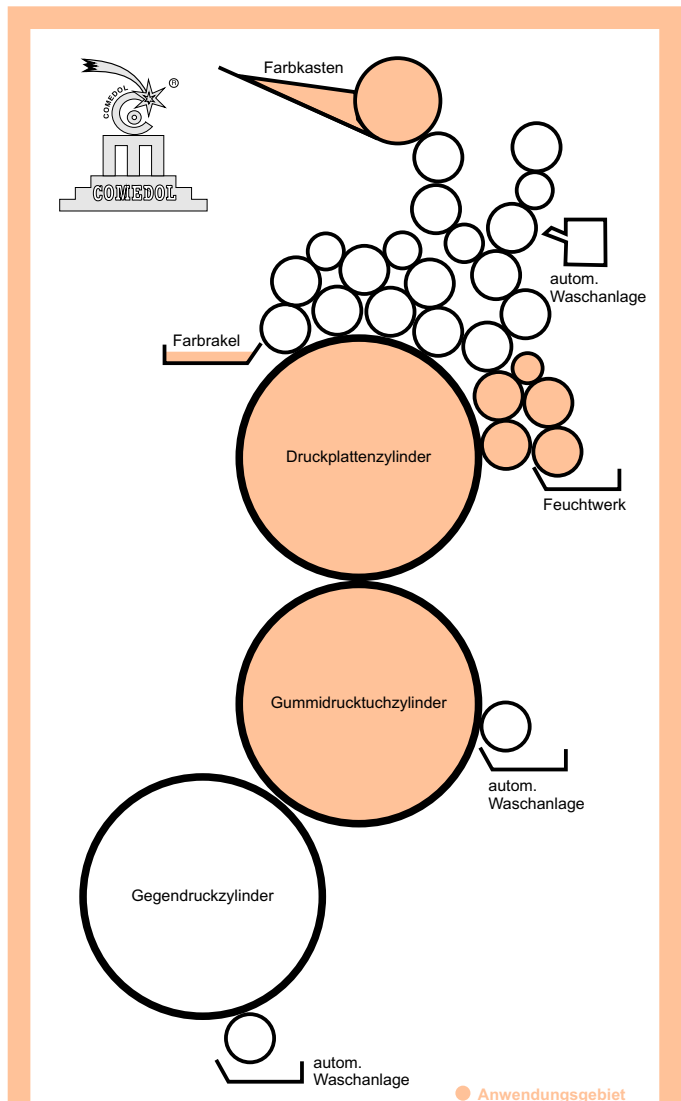 Farbkasten
®
COMEDOL
COMEDOL
autom.
Waschanlage
Farbrakel
Druckplattenzylinder
Feuchtwerk
Gummidrucktuchzylinder
autom.
Waschanlage
Gegendruckzylinder
autom.
Waschanlage
Anwendungsgebiet